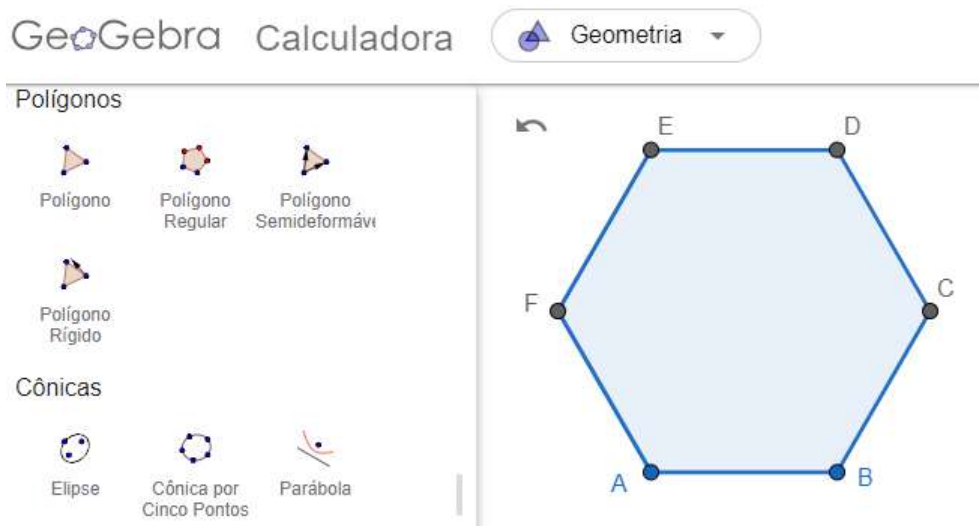 GeoGebra Calculadora Geometria
Polígonos
Polígono
Polígono
Regular
Polígono
Semideformáve
Polígono
Rígido
Cônicas
Elipse
Cônica por
Cinco Pontos
Parábola
E
D
F
C
A
B